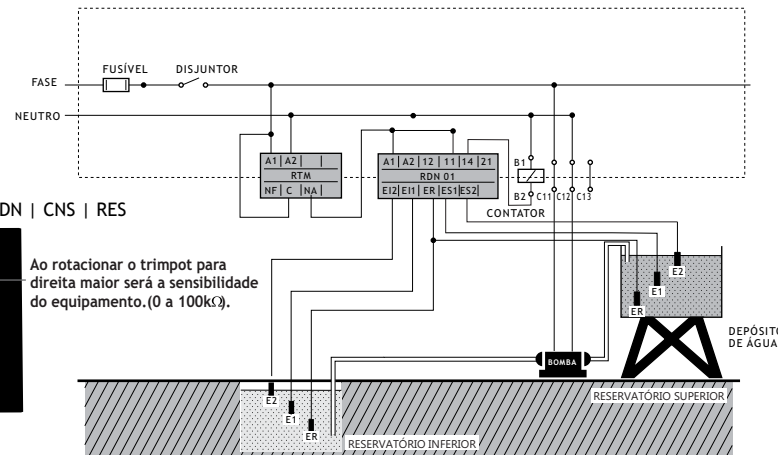 FUSÍVEL DISJUNTOR
FASE
NEUTRO
A1 A2
RTM
NF C NA
A1 A2 12 11 14 21
RDN 01
EI2 EI1 ER ES1 ES2
B1
B2 C11 C12 C13
CONTATOR
DN | CNS | RES
Ao rotacionar o trimpot para
direita maior será a sensibilidade
do equipamento.(0 a 100kΩ).
E2
E1
ER
DEPÓSITO
DE ÁGUA
BOMBA
RESERVATÓRIO SUPERIOR
E2
E1
ER
RESERVATÓRIO INFERIOR